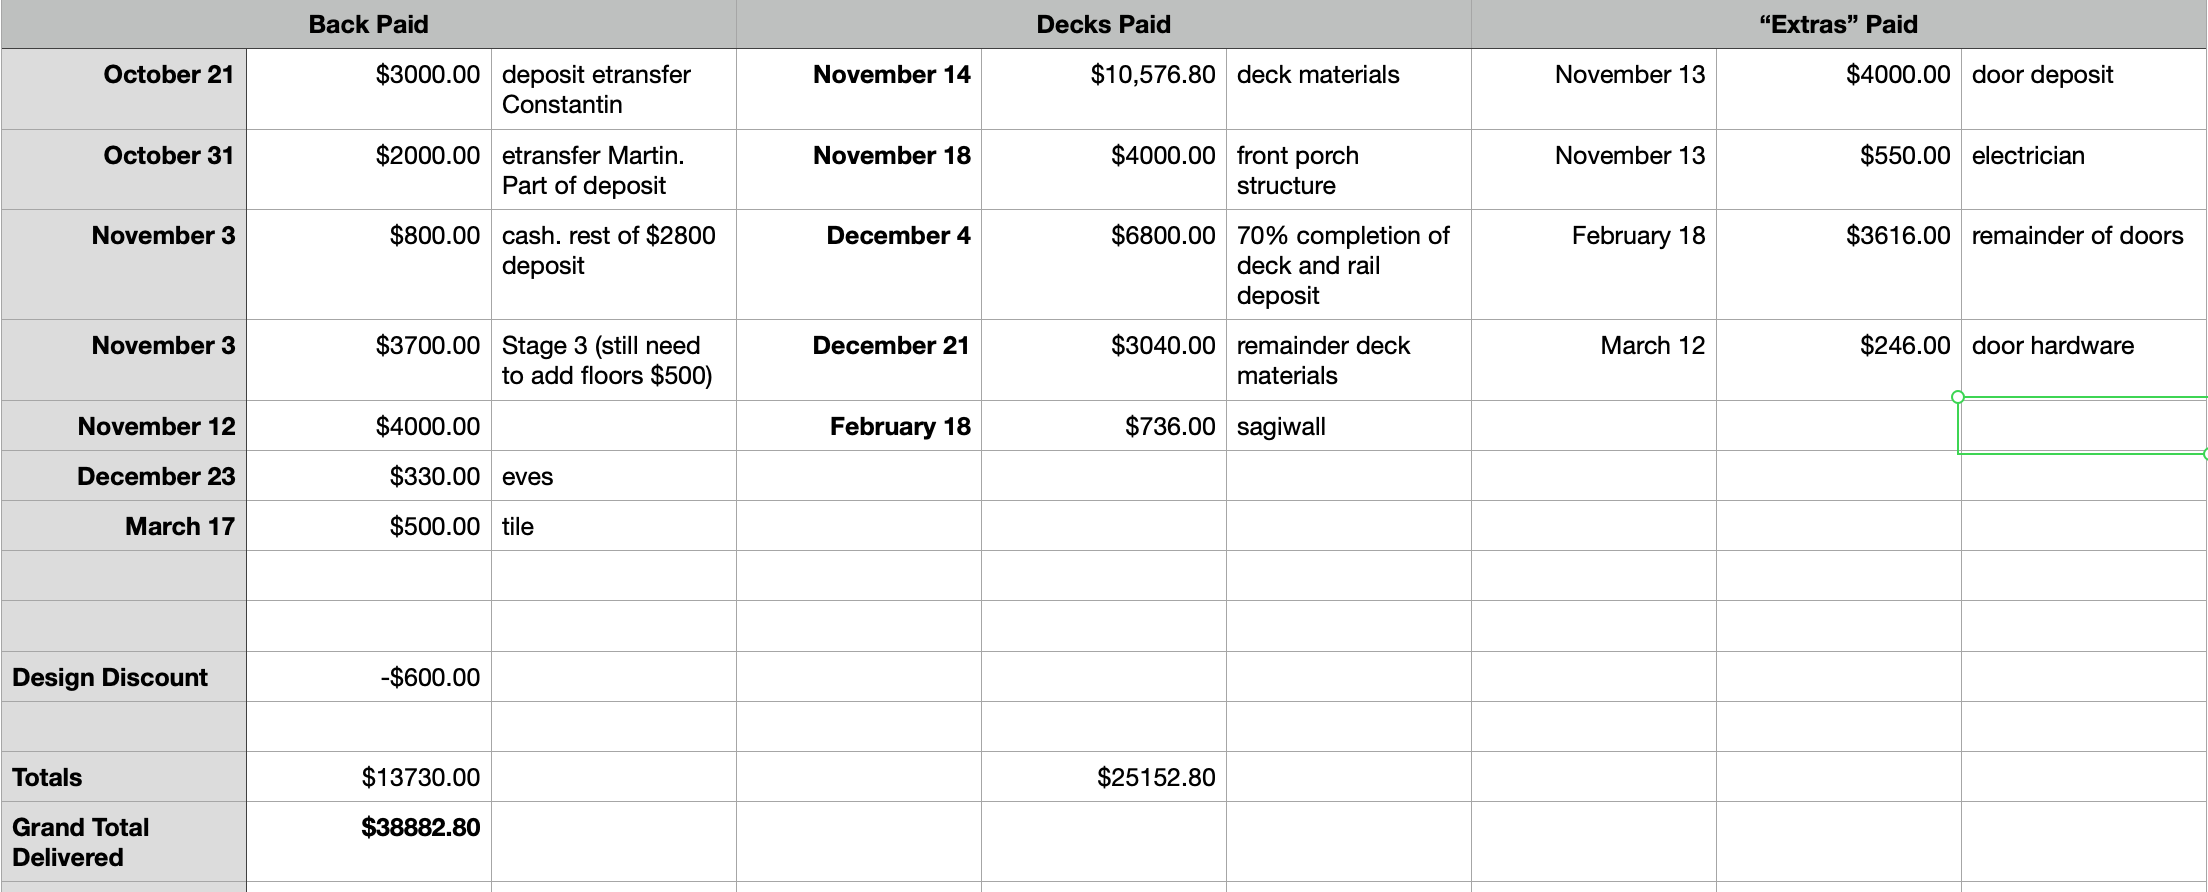 Back Paid Decks Paid “Extras” Paid
October 21 $3000.00 deposit etransfer November 14 $10,576.80 deck materials November 13 $4000.00 door deposit
Constantin
October 31 $2000.00 etransfer Martin. November 18 $4000.00 front porch November 13 $550.00 electrician
Part of deposit structure
November 3 $800.00 cash. rest of $2800 December 4 $6800.00 70% completion of February 18 $3616.00 remainder of doors
deposit deck and rail
deposit
November 3 $3700.00 Stage 3 (still need December 21 $3040.00 remainder deck March 12 $246.00 door hardware
to add floors $500) materials
November 12 $4000.00 February 18 $736.00 sagiwall
December 23 $330.00 eves
March 17 $500.00 tile
Design Discount -$600.00
Totals $13730.00 $25152.80
Grand Total $38882.80
Delivered